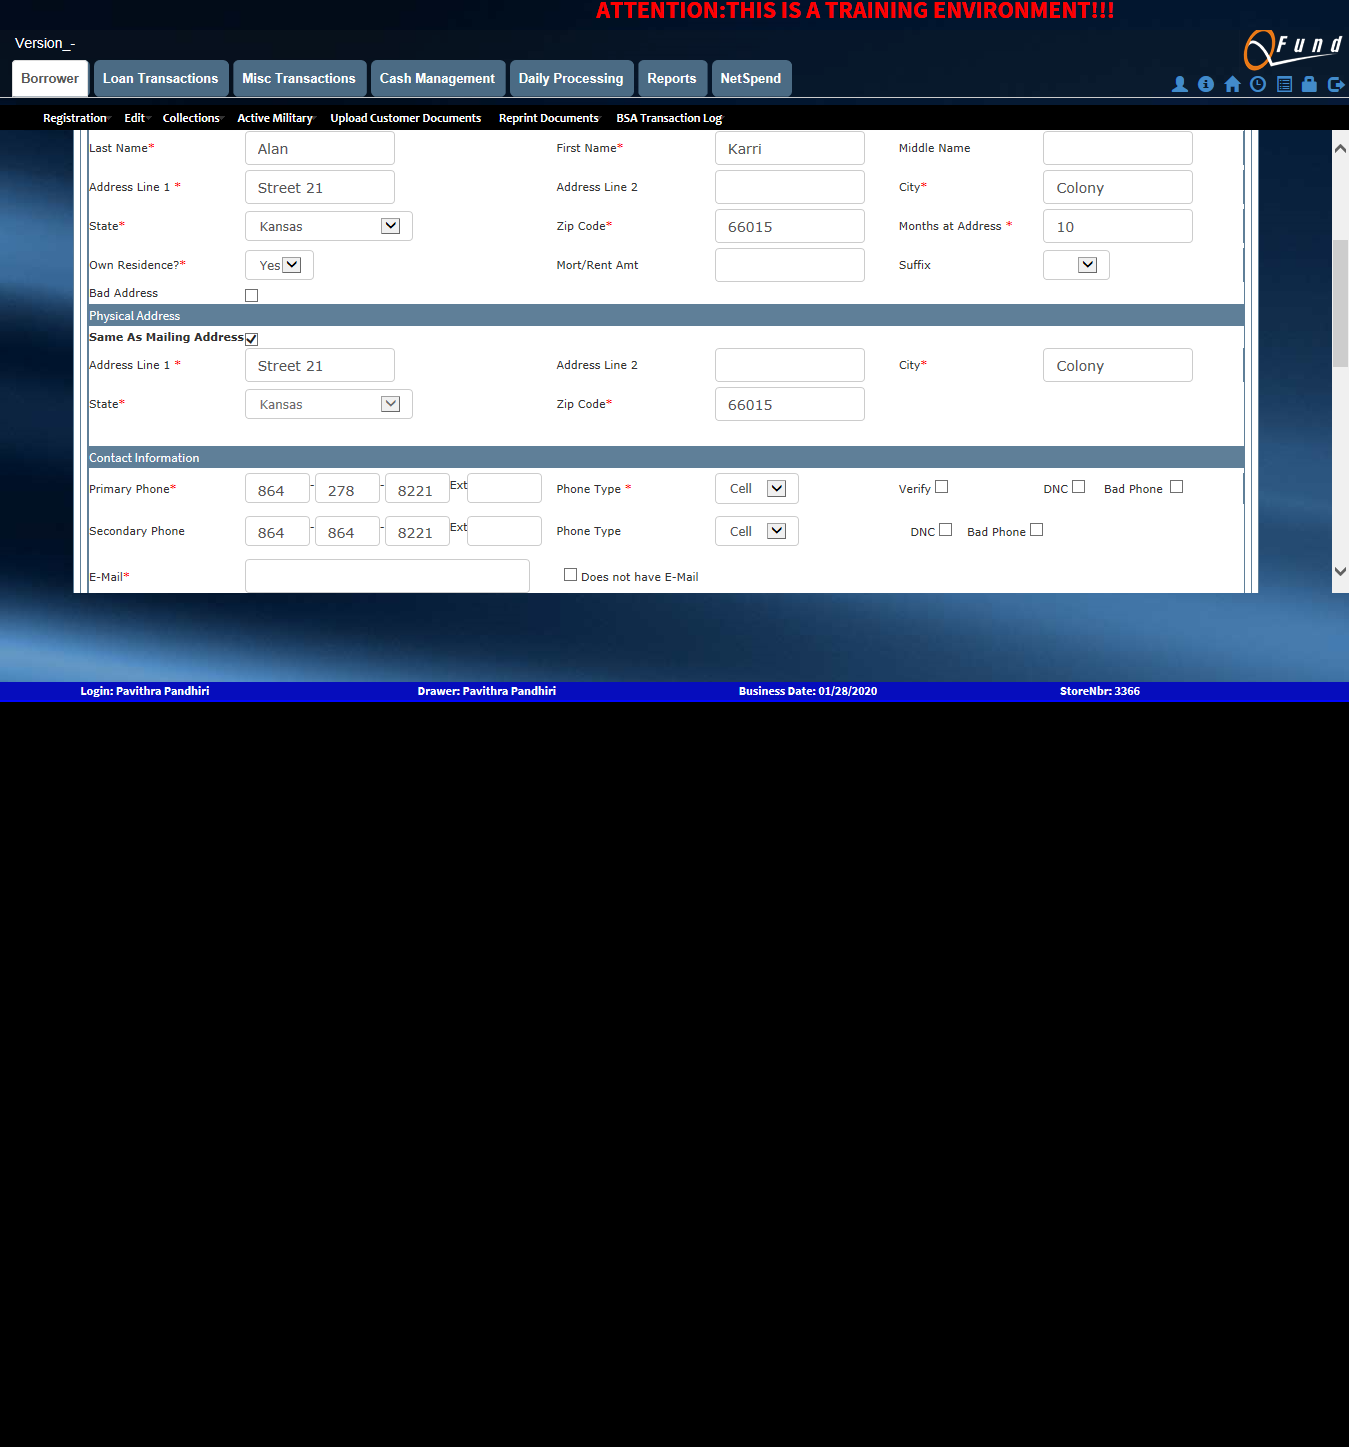 ATTENTION:THIS IS A TRAINING ENVIRONMENT!!!
Version_-
Fund
Borrower Loan Transactions Misc Transactions Cash Management Daily Processing Reports NetSpend
Registration Edit Collections Active Military Upload Customer Documents Reprint Documents BSA Transaction Log
Last Name* Alan First Name* Karri Middle Name
Address Line 1 * Street 21 Address Line 2 City* Colony
State* Kansas Zip Code* 66015 Months at Address * 10
Own Residence?* Yes Mort/Rent Amt Suffix
Bad Address
Physical Address
Same As Mailing Address
Address Line 1 * Street 21 Address Line 2 City* Colony
State* Kansas Zip Code* 66015
Contact Information
Primary Phone* 864 - 278 - 8221 Ext Phone Type * Cell Verify DNC Bad Phone
Secondary Phone 864 - 864 - 8221 Ext Phone Type Cell DNC Bad Phone
E-Mail* Does not have E-Mail
Login: Pavithra Pandhiri Drawer: Pavithra Pandhiri Business Date: 01/28/2020 StoreNbr: 3366